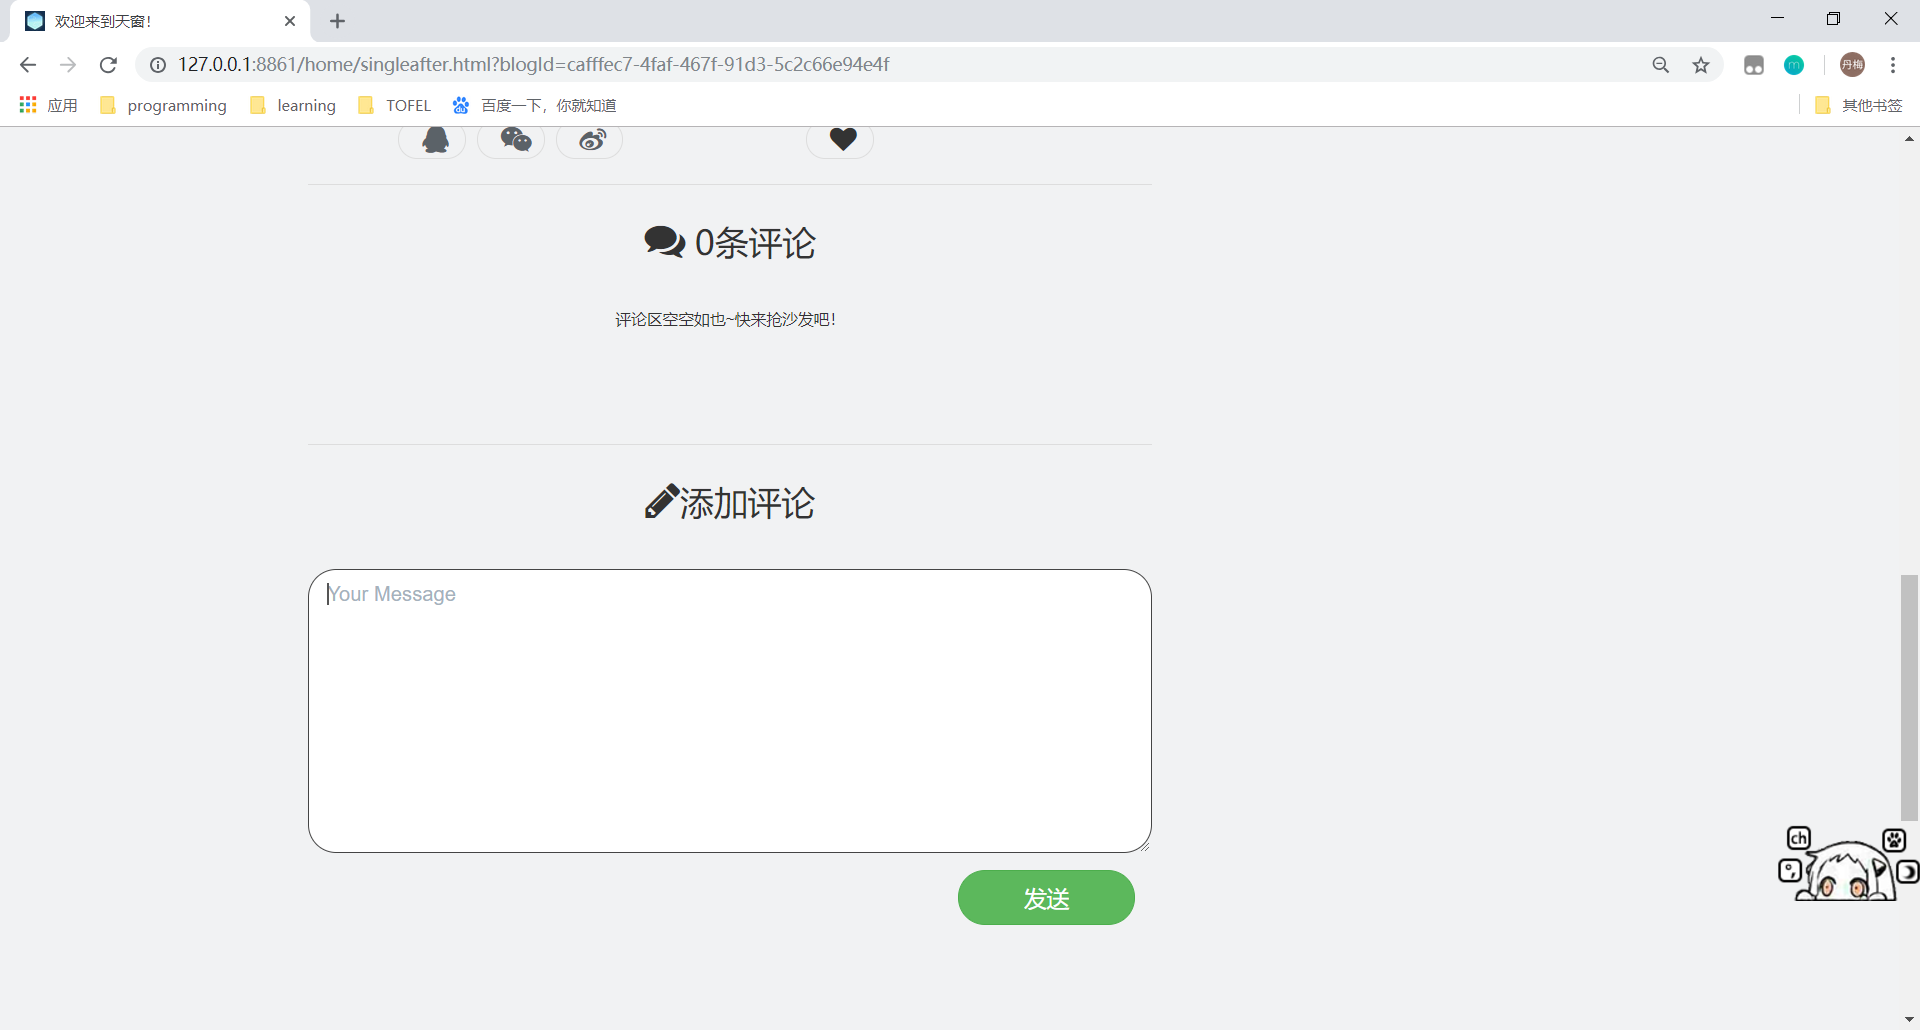 欢迎来到天窗!
127.0.0.1:8861/home/singleafter.html?blogId=cafffec7-4faf-467f-91d3-5c2c66e94e4f
m
丹梅
应用 programming learning TOFEL 百度一下，你就知道 其他书签
0条评论
评论区空空如也~快来抢沙发吧！
添加评论
Your Message
ch
发送